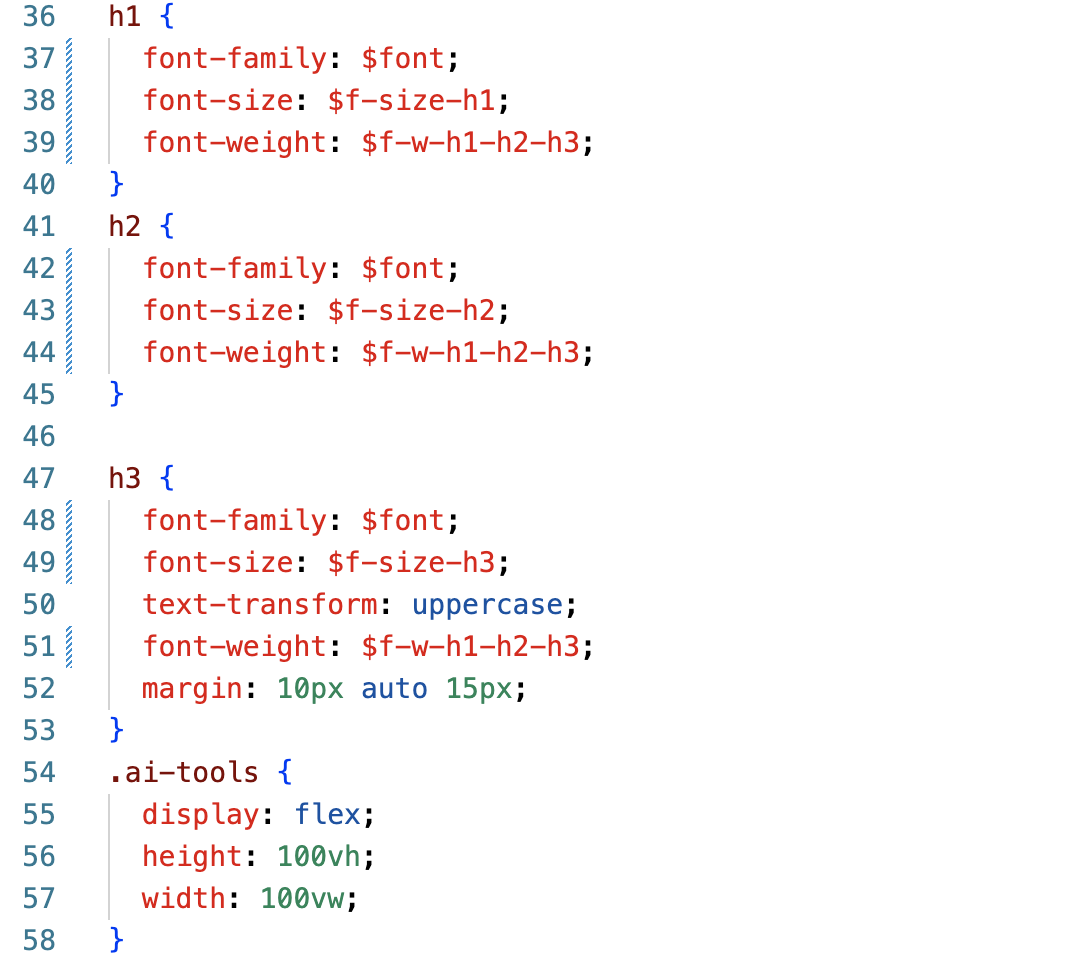 36 h1 {
37 font-family: $font;
38 font-size: $f-size-h1;
39 font-weight: $f-w-h1-h2-h3;
40 }
41 h2 {
42 font-family: $font;
43 font-size: $f-size-h2;
44 font-weight: $f-w-h1-h2-h3;
45 }
46
47 h3 {
48 font-family: $font;
49 font-size: $f-size-h3;
50 text-transform: uppercase;
51 font-weight: $f-w-h1-h2-h3;
52 margin: 10px auto 15px;
53 }
54 .ai-tools {
55 display: flex;
56 height: 100vh;
57 width: 100vw;
58 }